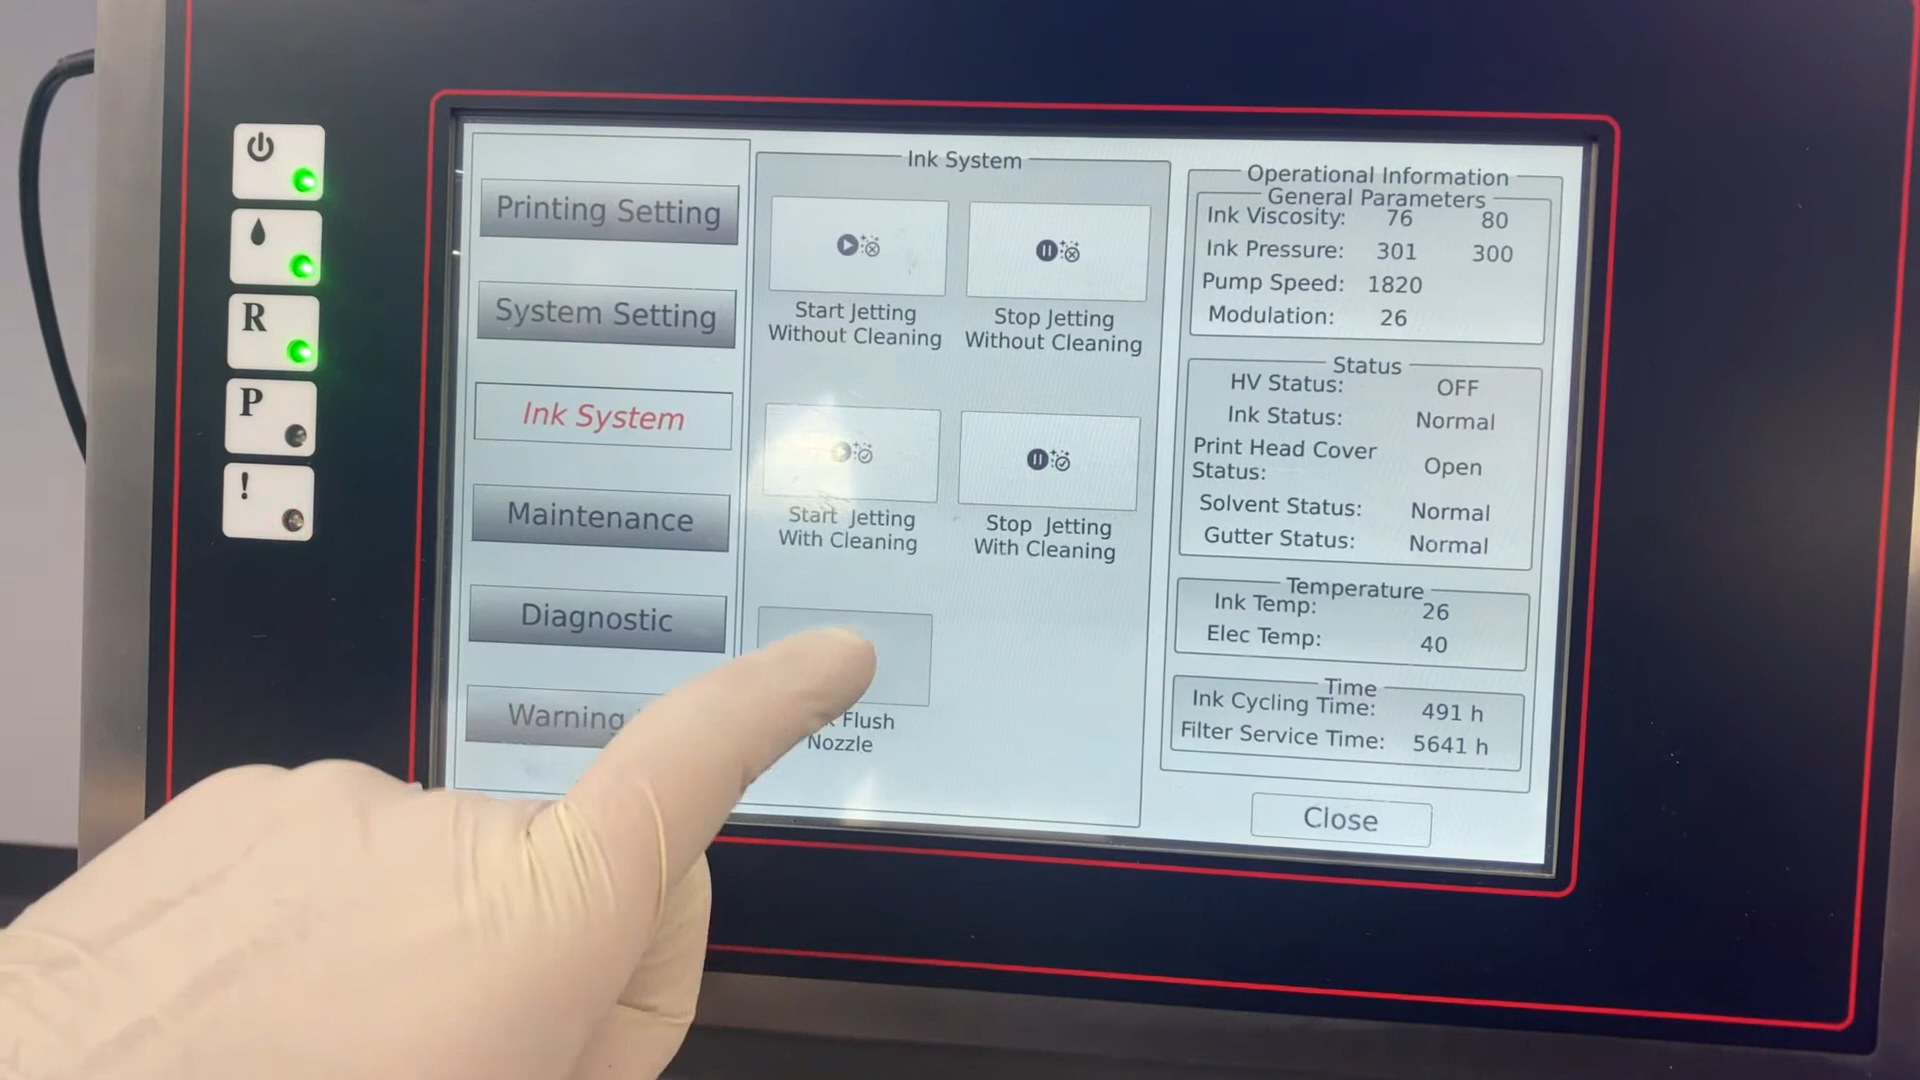 R
P
!
Printing Setting
System Setting
Ink System
Maintenance
Diagnostic
Warning
Ink System
Start Jetting
Without Cleaning
Stop Jetting
Without Cleaning
Start Jetting
With Cleaning
Stop Jetting
With Cleaning
Flush
Nozzle
Operational Information
General Parameters
Ink Viscosity: 76 80
Ink Pressure: 301 300
Pump Speed: 1820
Modulation: 26
Status
HV Status: OFF
Ink Status: Normal
Print Head Cover
Status: Open
Solvent Status: Normal
Gutter Status: Normal
Temperature
Ink Temp: 26
Elec Temp: 40
Time
Ink Cycling Time: 491 h
Filter Service Time: 5641 h
Close